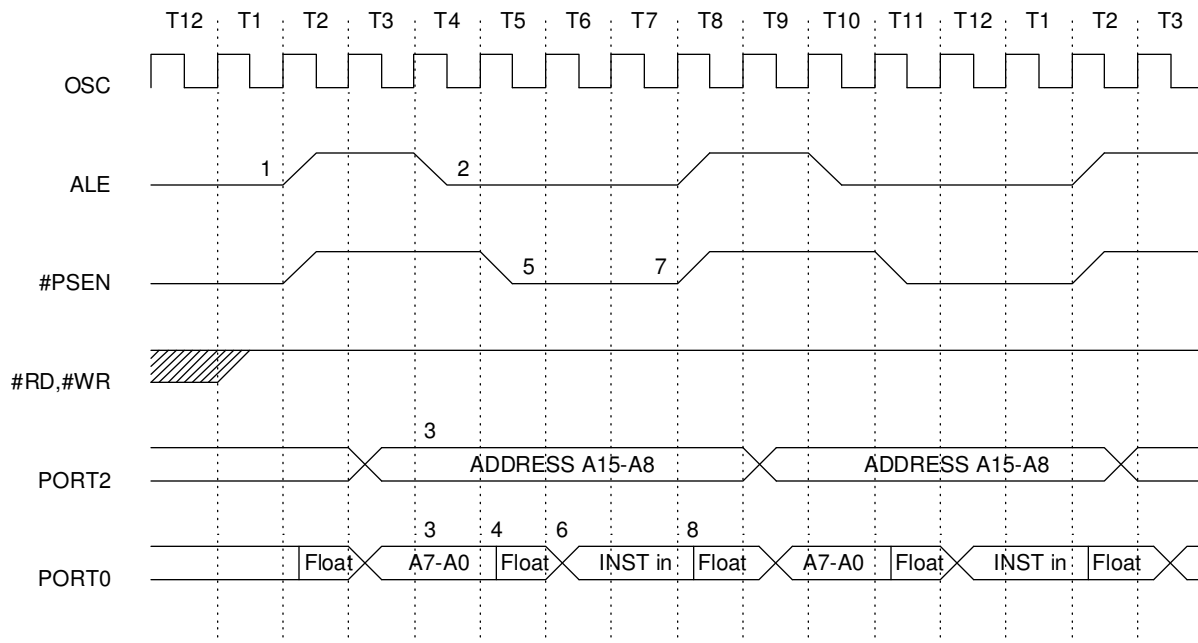 T12 T1 T2 T3 T4 T5 T6 T7 T8 T9 T10 T11 T12 T1 T2 T3
OSC
1 2
ALE
5 7
#PSEN
#RD,#WR
3
ADDRESS A15-A8 ADDRESS A15-A8
PORT2
3 4 6 8
Float A7-A0 Float INST in Float A7-A0 Float INST in Float
PORT0